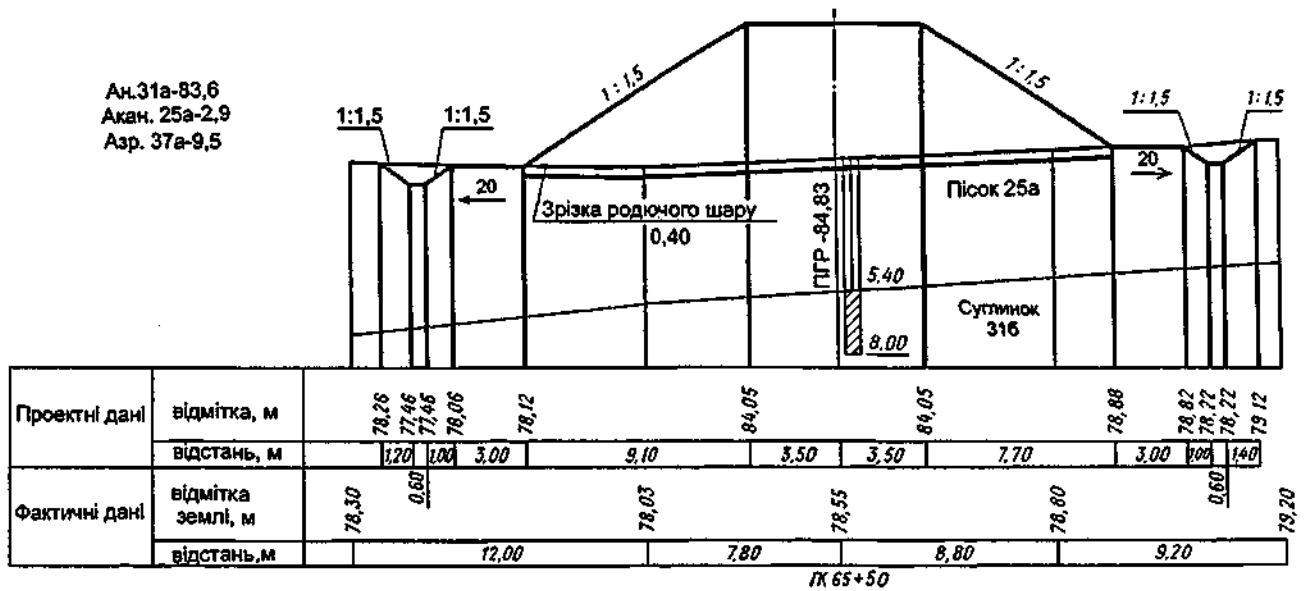 Ан.31а-83,6
Акан. 25а-2,9
Азр. 37а-9,5
1:1,5
1:1,5
1:1,5
1:1,5
1:1,5
1:1,5
20
20
Зрізка родючого шару
0,40
ПГР -84,83
Пісок 25а
5,40
Суглинок
31б
8.00
Проектні дані
відмітка, м
78,26
77,46
77,46
78,06
78,12
84,05
84,05
78,88
78,82
78,22
78,22
79 12
відстань, м
1,20
0,60
1,00
3,00
9,10
3,50
3,50
7,70
3,00
1,00
0,60
1,40
Фактичні дані
відмітка
землі, м
78,30
78,03
78,55
78,80
79,20
відстань,м
12,00
7,80
8,80
9,20
ПК 65+50